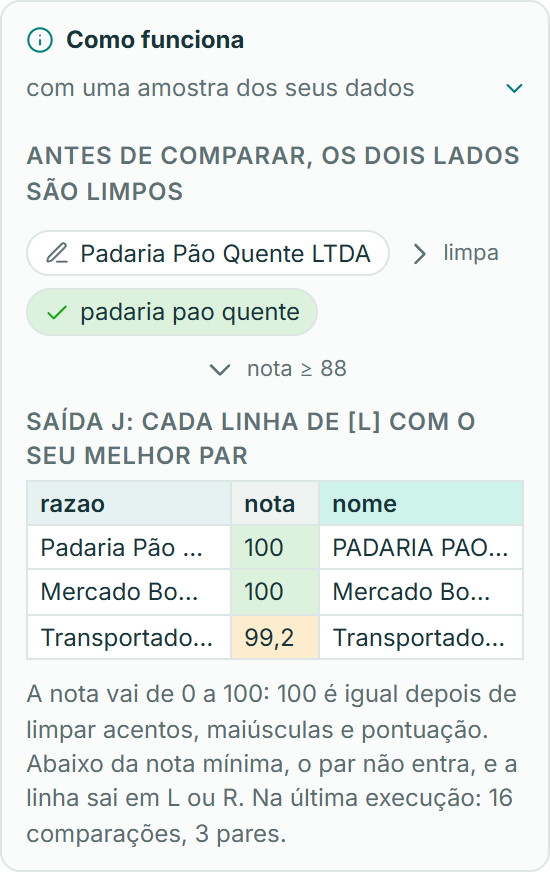 Como funciona
com uma amostra dos seus dados
ANTES DE COMPARAR, OS DOIS LADOS
SÃO LIMPOS
Padaria Pão Quente LTDA limpa
padaria pao quente
nota ≥ 88
SAÍDA J: CADA LINHA DE [L] COM O
SEU MELHOR PAR
razao nota nome
Padaria Pão ... 100 PADARIA PAO...
Mercado Bo... 100 Mercado Bo...
Transportado... 99,2 Transportado...
A nota vai de 0 a 100: 100 é igual depois de
limpar acentos, maiúsculas e pontuação.
Abaixo da nota mínima, o par não entra, e a
linha sai em L ou R. Na última execução: 16
comparações, 3 pares.